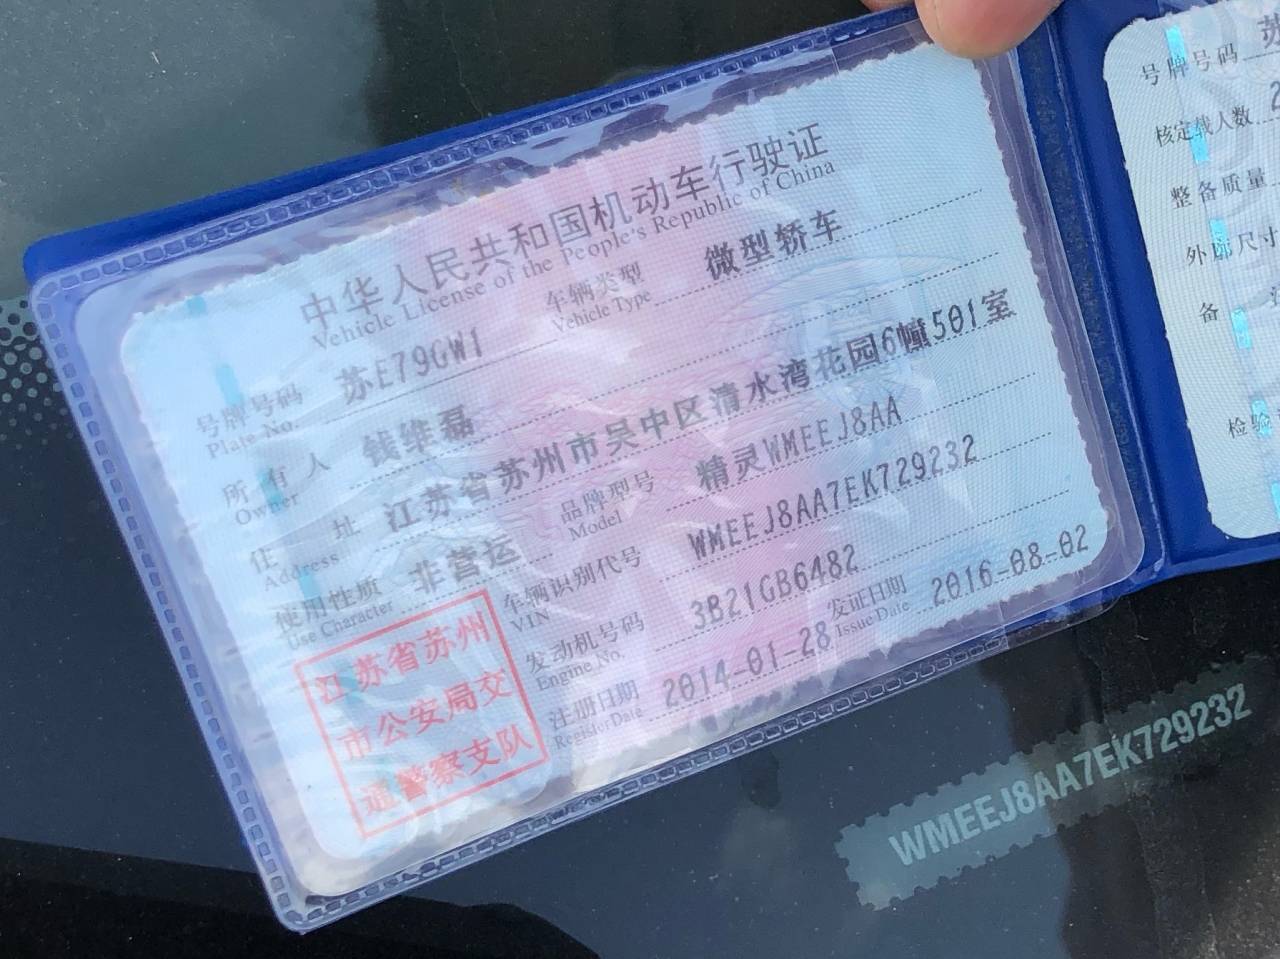 中华人民共和国机动车行驶证
Vehicle License of the People's Republic of China
号牌号码 苏E79GW1 车辆类型 微型轿车
Plate No. Vehicle Type
所有人 钱维磊
Owner
住址 江苏省苏州市吴中区清水湾花园6幢501室
Address
使用性质 非营运 品牌型号 精灵WMEEJ8AA
Use Character Model
车辆识别代号 WMEEJ8AA7EK729232
VIN
发动机号码 3B21GB6482
Engine No.
注册日期 2014-01-28 发证日期 2016-08-02
Register Date Issue Date
江苏省苏州
市公安局交
通警察支队
号牌号码 苏
核定载人数 2
整备质量
外廓尺寸
备
检验
WMEEJ8AA7EK729232